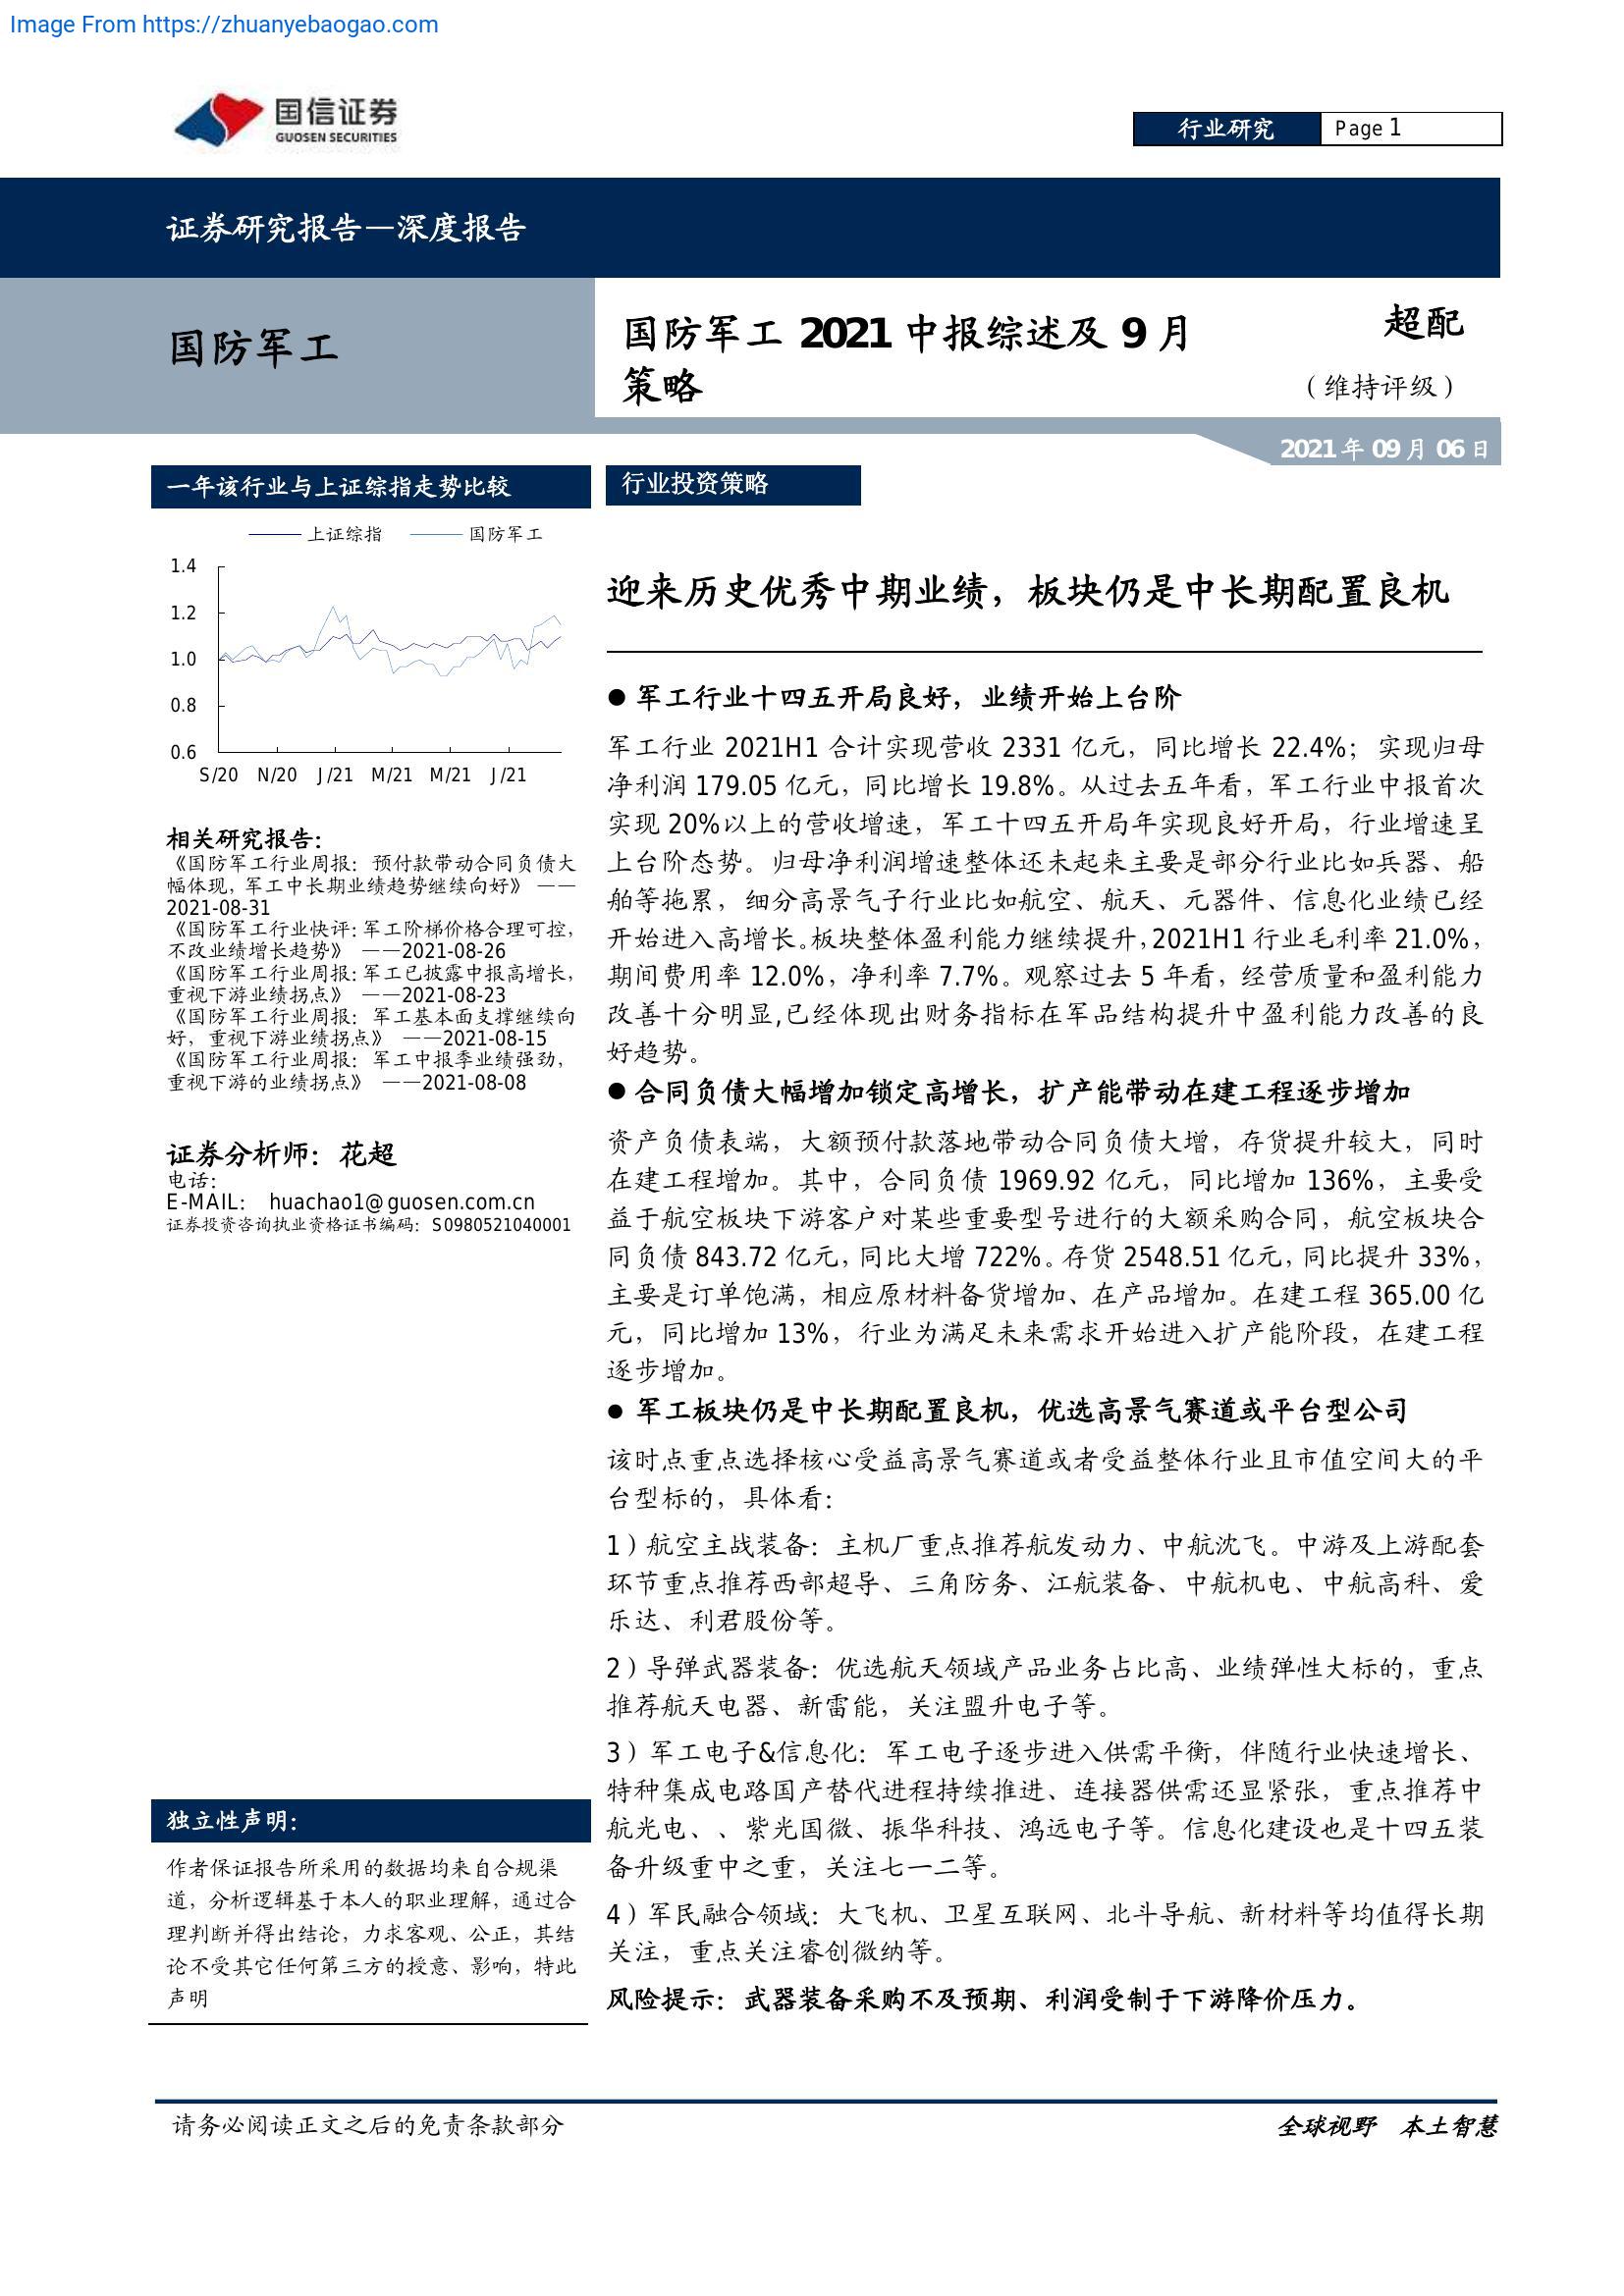 Image From https://zhuanyebaogao.com
国信证券
GUOSEN SECURITIES
行业研究
Page 1
证券研究报告—深度报告
国防军工
国防军工 2021 中报综述及 9 月
策略
超配
（维持评级）
2021 年 09 月 06 日
一年该行业与上证综指走势比较
上证综指 国防军工
1.4
1.2
1.0
0.8
0.6
S/20 N/20 J/21 M/21 M/21 J/21
相关研究报告：
《国防军工行业周报：预付款带动合同负债大
幅体现，军工中长期业绩趋势继续向好》 ——
2021-08-31
《国防军工行业快评：军工阶梯价格合理可控，
不改业绩增长趋势》 ——2021-08-26
《国防军工行业周报：军工已披露中报高增长，
重视下游业绩拐点》 ——2021-08-23
《国防军工行业周报：军工基本面支撑继续向
好，重视下游业绩拐点》 ——2021-08-15
《国防军工行业周报：军工中报季业绩强劲，
重视下游的业绩拐点》 ——2021-08-08
证券分析师：花超
电话：
E-MAIL： huachao1@guosen.com.cn
证券投资咨询执业资格证书编码：S0980521040001
独立性声明：
作者保证报告所采用的数据均来自合规渠
道，分析逻辑基于本人的职业理解，通过合
理判断并得出结论，力求客观、公正，其结
论不受其它任何第三方的授意、影响，特此
声明
行业投资策略
迎来历史优秀中期业绩，板块仍是中长期配置良机
● 军工行业十四五开局良好，业绩开始上台阶
军工行业 2021H1 合计实现营收 2331 亿元，同比增长 22.4%；实现归母
净利润 179.05 亿元，同比增长 19.8%。从过去五年看，军工行业中报首次
实现 20%以上的营收增速，军工十四五开局年实现良好开局，行业增速呈
上台阶态势。归母净利润增速整体还未起来主要是部分行业比如兵器、船
舶等拖累，细分高景气子行业比如航空、航天、元器件、信息化业绩已经
开始进入高增长。板块整体盈利能力继续提升，2021H1 行业毛利率 21.0%，
期间费用率 12.0%，净利率 7.7%。观察过去 5 年看，经营质量和盈利能力
改善十分明显,已经体现出财务指标在军品结构提升中盈利能力改善的良
好趋势。
● 合同负债大幅增加锁定高增长，扩产能带动在建工程逐步增加
资产负债表端，大额预付款落地带动合同负债大增，存货提升较大，同时
在建工程增加。其中，合同负债 1969.92 亿元，同比增加 136%，主要受
益于航空板块下游客户对某些重要型号进行的大额采购合同，航空板块合
同负债 843.72 亿元，同比大增 722%。存货 2548.51 亿元，同比提升 33%，
主要是订单饱满，相应原材料备货增加、在产品增加。在建工程 365.00 亿
元，同比增加 13%，行业为满足未来需求开始进入扩产能阶段，在建工程
逐步增加。
● 军工板块仍是中长期配置良机，优选高景气赛道或平台型公司
该时点重点选择核心受益高景气赛道或者受益整体行业且市值空间大的平
台型标的，具体看：
1）航空主战装备：主机厂重点推荐航发动力、中航沈飞。中游及上游配套
环节重点推荐西部超导、三角防务、江航装备、中航机电、中航高科、爱
乐达、利君股份等。
2）导弹武器装备：优选航天领域产品业务占比高、业绩弹性大标的，重点
推荐航天电器、新雷能，关注盟升电子等。
3）军工电子&信息化：军工电子逐步进入供需平衡，伴随行业快速增长、
特种集成电路国产替代进程持续推进、连接器供需还显紧张，重点推荐中
航光电、、紫光国微、振华科技、鸿远电子等。信息化建设也是十四五装
备升级重中之重，关注七一二等。
4）军民融合领域：大飞机、卫星互联网、北斗导航、新材料等均值得长期
关注，重点关注睿创微纳等。
风险提示：武器装备采购不及预期、利润受制于下游降价压力。
请务必阅读正文之后的免责条款部分
全球视野 本土智慧